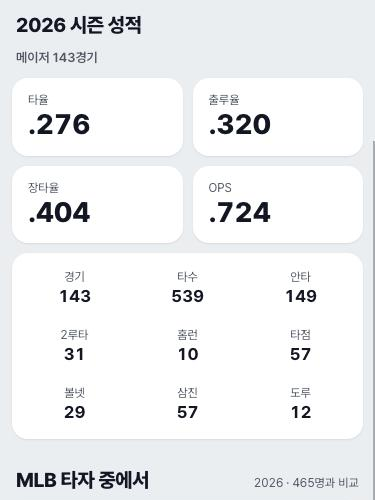 2026 시즌 성적
메이저 143경기
타율 출루율
.276 .320
장타율 OPS
.404 .724
경기 타수 안타
143 539 149
2루타 홈런 타점
31 10 57
볼넷 삼진 도루
29 57 12
MLB 타자 중에서 2026 · 465명과 비교